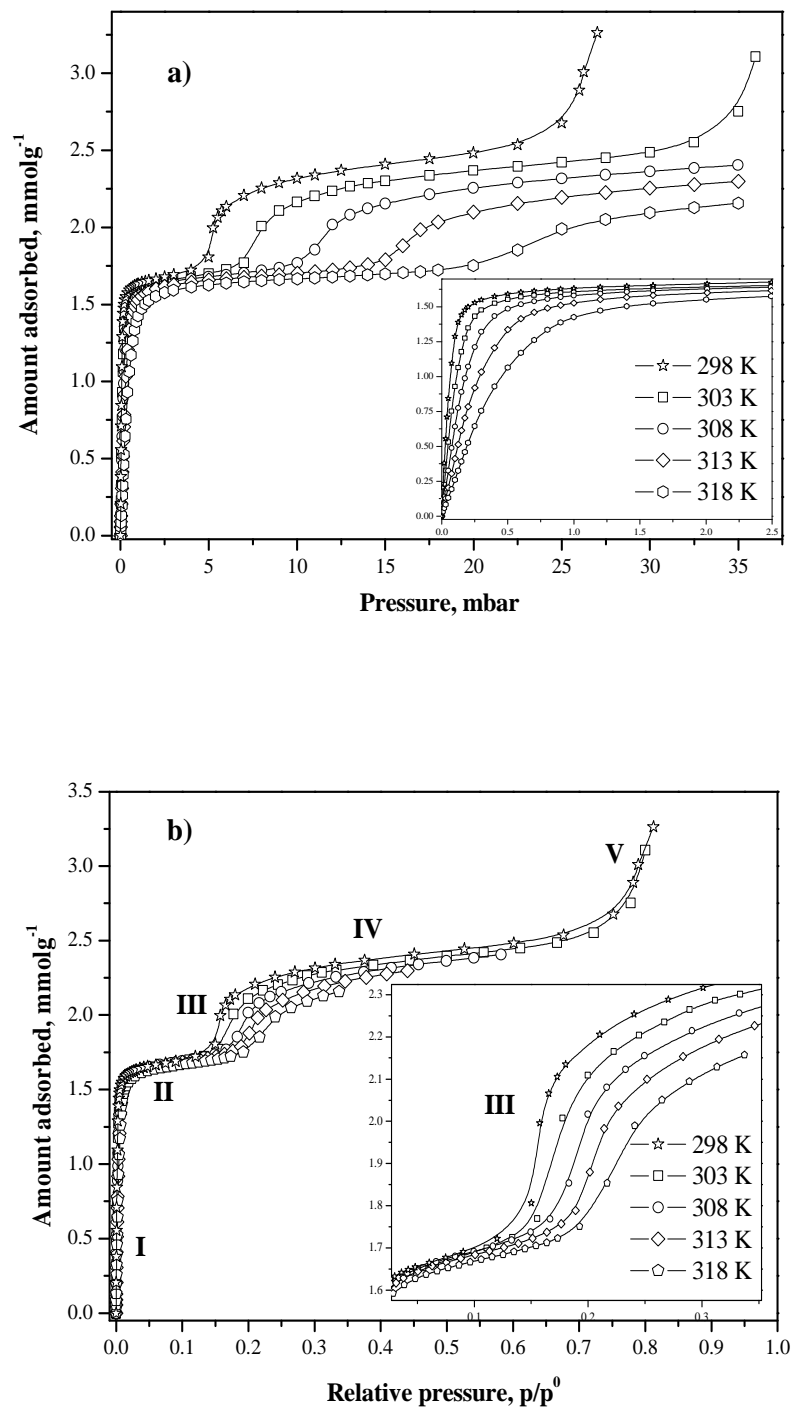 a)
3.0
2.5
2.0
1.5
1.0
0.5
0.0
Amount adsorbed, mmolg-1
0 5 10 15 20 25 30 35
Pressure, mbar
1.50
1.25
1.00
0.75
0.50
0.25
0.00
0.0 0.5 1.0 1.5 2.0 2.5
298 K
303 K
308 K
313 K
318 K
b)
3.5
3.0
2.5
2.0
1.5
1.0
0.5
0.0
Amount adsorbed, mmolg-1
V
IV
III
II
I
0.0 0.1 0.2 0.3 0.4 0.5 0.6 0.7 0.8 0.9 1.0
Relative pressure, p/p0
2.3
2.2
2.1
2.0
1.9
1.8
1.7
1.6
0.1 0.2 0.3
III
298 K
303 K
308 K
313 K
318 K